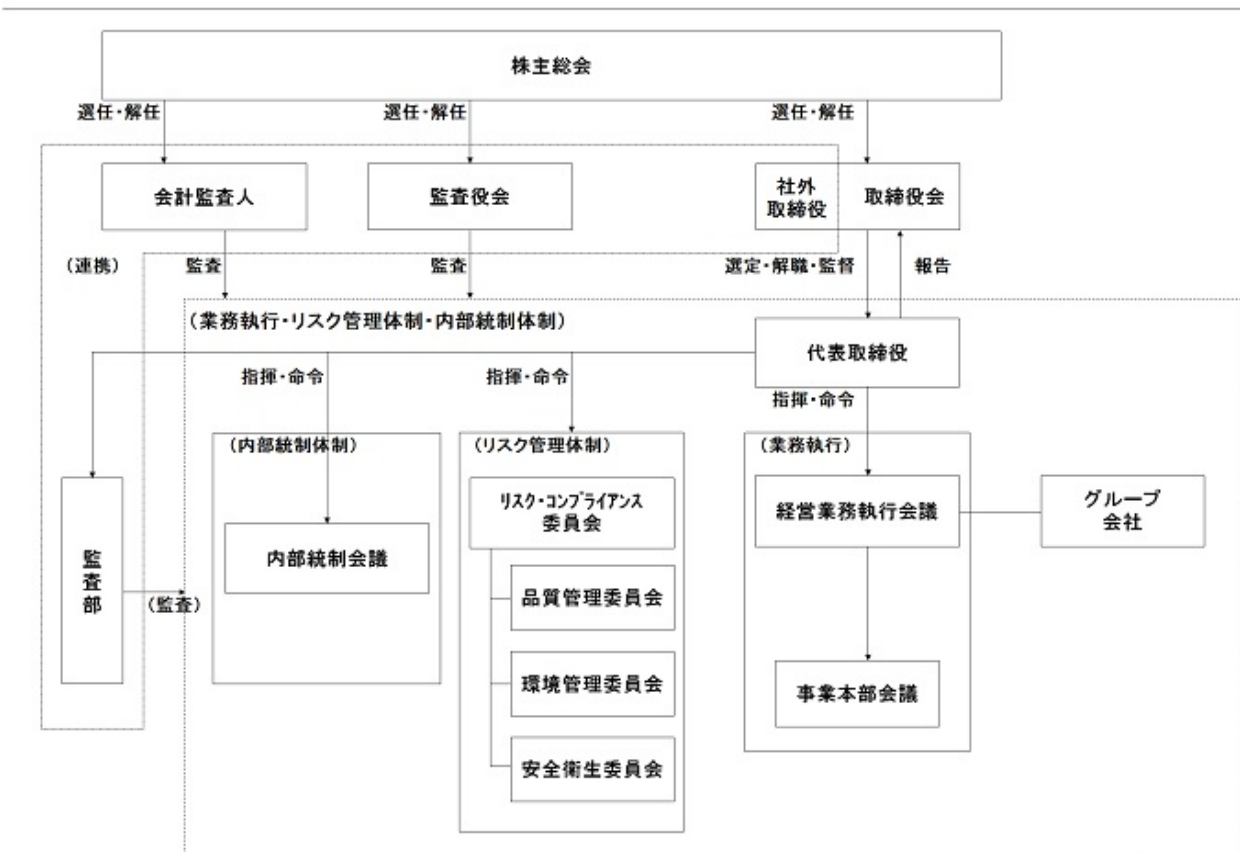 株主総会
選任・解任
選任・解任
選任・解任
会計監査人
監査役会
社外
取締役
取締役会
(連携)
監査
監査
選定・解職・監督
報告
(業務執行・リスク管理体制・内部統制体制)
代表取締役
指揮・命令
指揮・命令
指揮・命令
(内部統制体制)
(リスク管理体制)
(業務執行)
監査部
(監査)
内部統制会議
リスク・コンプライアンス
委員会
品質管理委員会
環境管理委員会
安全衛生委員会
経営業務執行会議
事業本部会議
グループ
会社